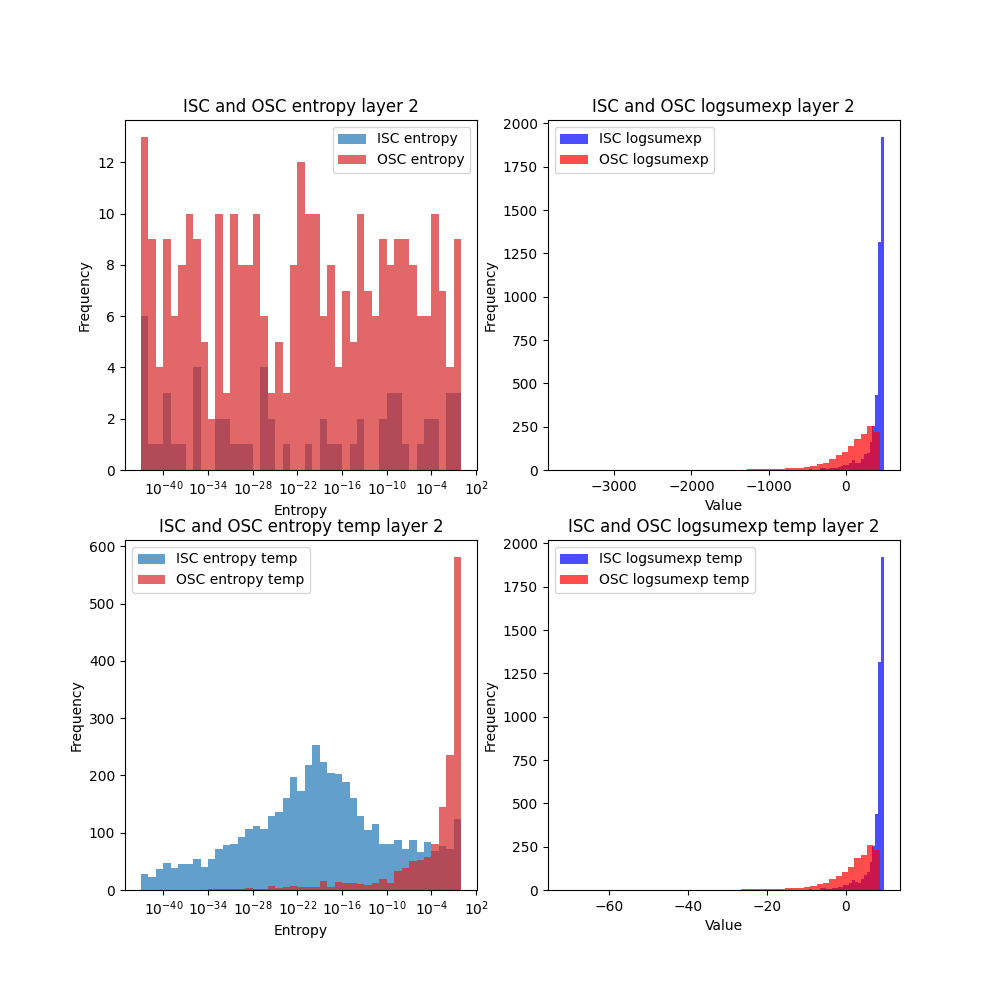 ISC and OSC entropy layer 2
ISC entropy
OSC entropy
Frequency
12
10
8
6
4
2
0
10⁻⁴⁰ 10⁻³⁴ 10⁻²⁸ 10⁻²² 10⁻¹⁶ 10⁻¹⁰ 10⁻⁴ 10²
Entropy
ISC and OSC logsumexp layer 2
ISC logsumexp
OSC logsumexp
Frequency
2000
1750
1500
1250
1000
750
500
250
0
−3000 −2000 −1000 0
Value
ISC and OSC entropy temp layer 2
ISC entropy temp
OSC entropy temp
Frequency
600
500
400
300
200
100
0
10⁻⁴⁰ 10⁻³⁴ 10⁻²⁸ 10⁻²² 10⁻¹⁶ 10⁻¹⁰ 10⁻⁴ 10²
Entropy
ISC and OSC logsumexp temp layer 2
ISC logsumexp temp
OSC logsumexp temp
Frequency
2000
1750
1500
1250
1000
750
500
250
0
−60 −40 −20 0
Value